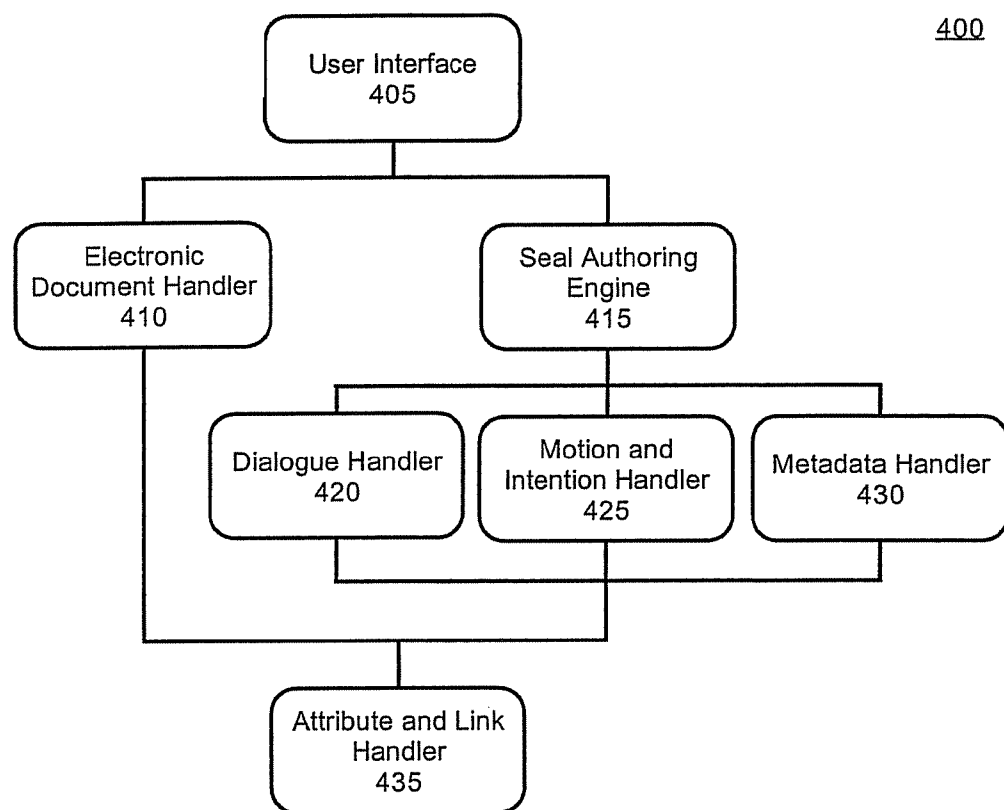 400
User Interface
405
Electronic
Document Handler
410
Seal Authoring
Engine
415
Dialogue Handler
420
Motion and
Intention Handler
425
Metadata Handler
430
Attribute and Link
Handler
435